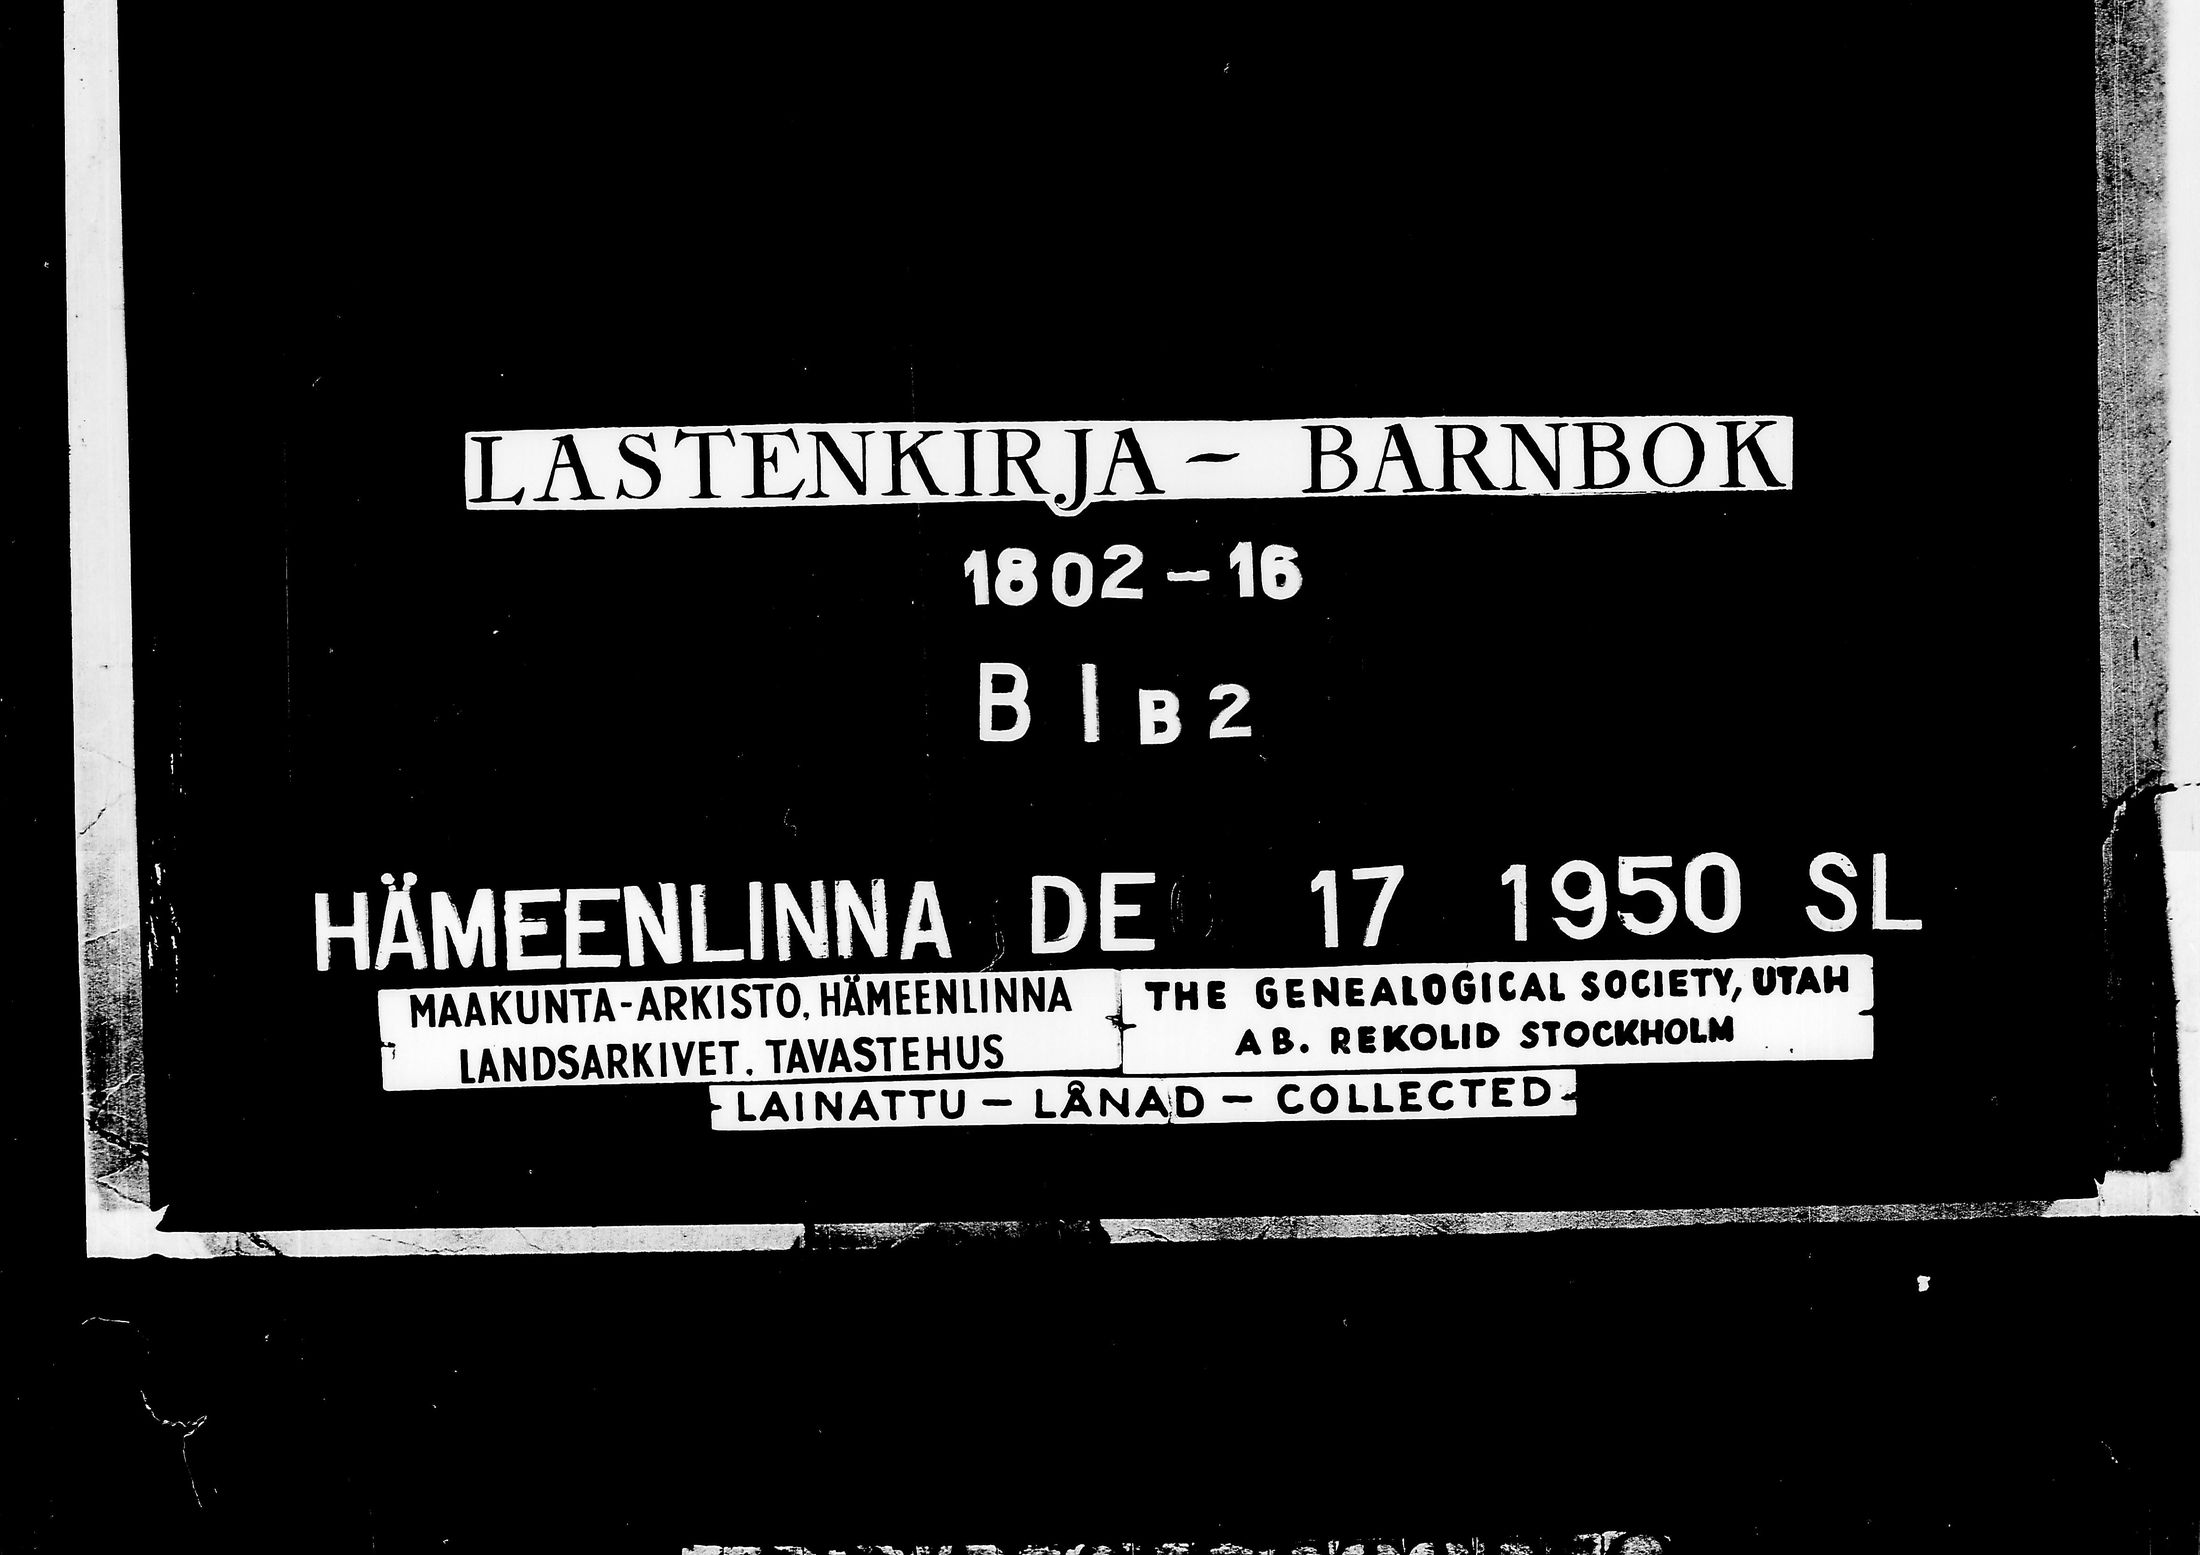 LASTENKIRJA - BARNBOK
1802-16
B I B2
HÄMEENLINNA DE 17 1950 SL
MAAKUNTA-ARKISTO, HÄMEENLINNA
LANDSARKIVET. TAVASTEHUS
THE GENEALOGICAL SOCIETY, UTAH
AB. REKOLID STOCKHOLM
LAINATTU - LÅNAD - COLLECTED